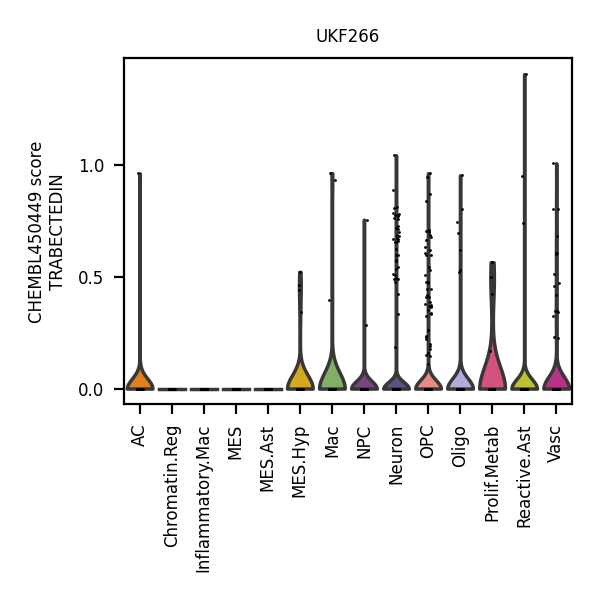 UKF266
CHEMBL450449 score
TRABECTEDIN
1.0
0.5
0.0
AC
Chromatin.Reg
Inflammatory.Mac
MES
MES.Ast
MES.Hyp
Mac
NPC
Neuron
OPC
Oligo
Prolif.Metab
Reactive.Ast
Vasc